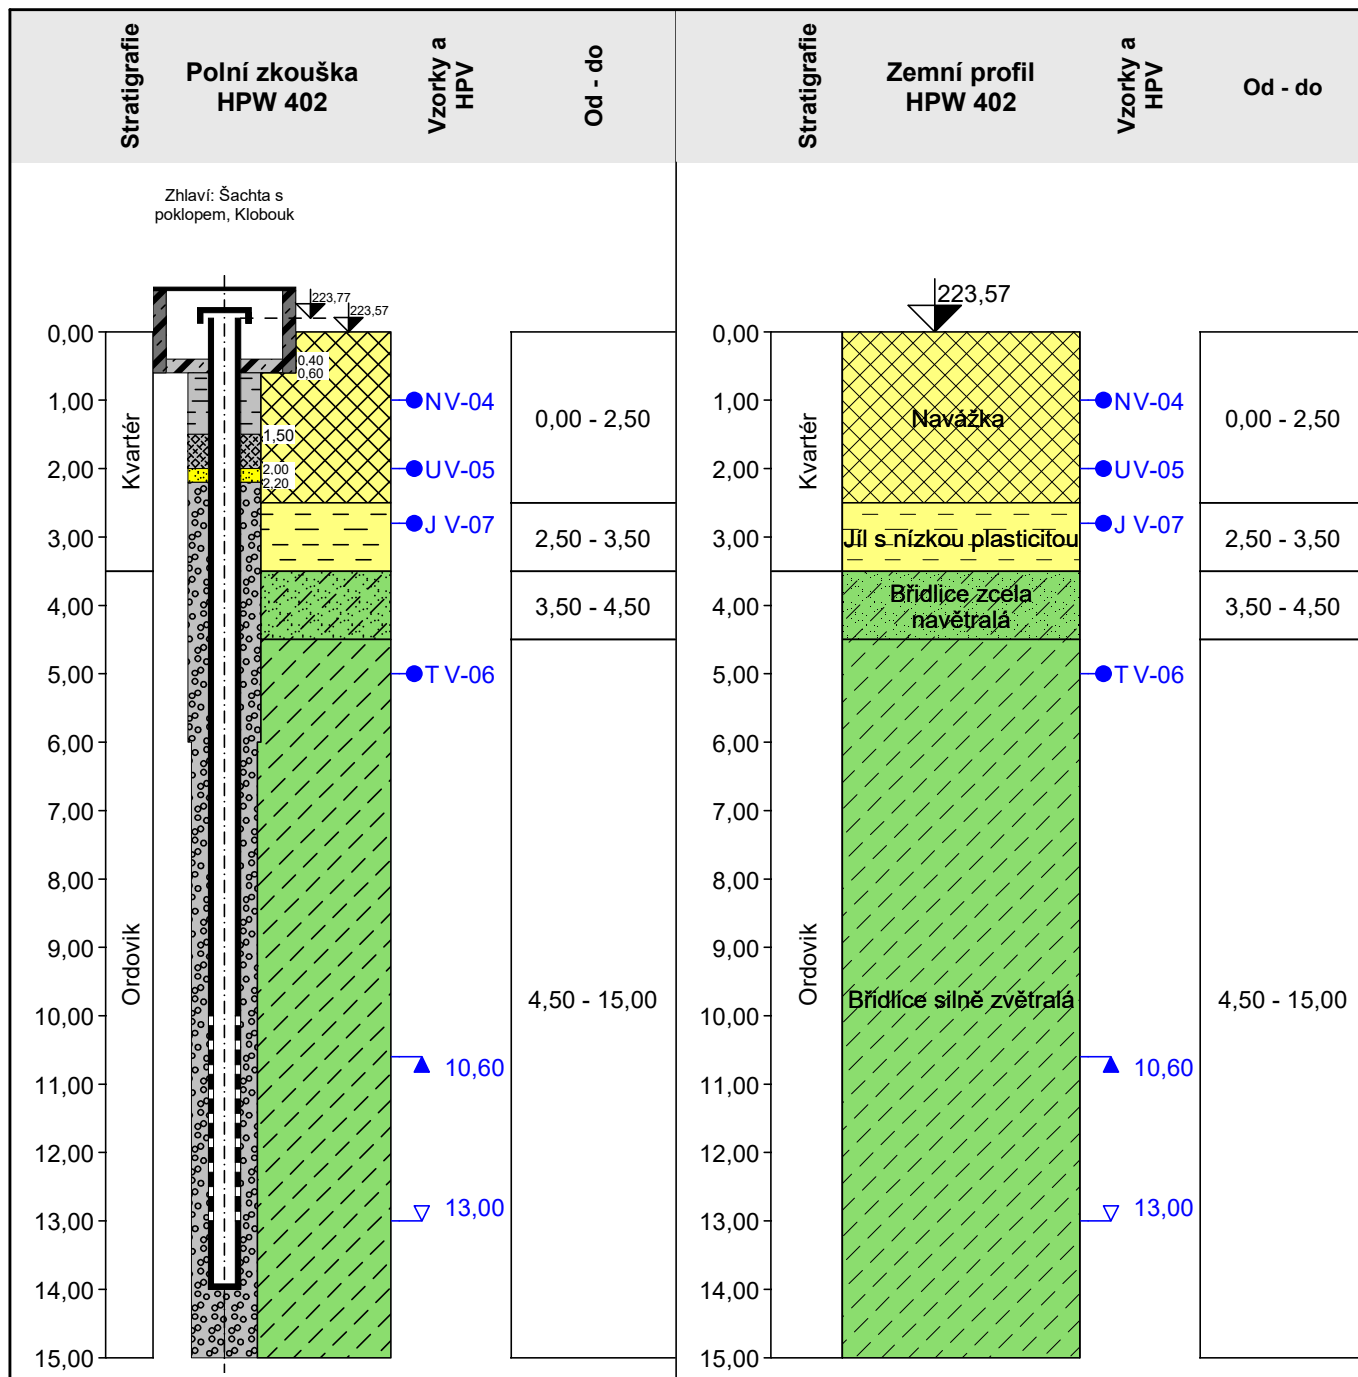 Stratigrafie
Polní zkouška
HPW 402
Vzorky a
HPV
Od - do
Stratigrafie
Zemní profil
HPW 402
Vzorky a
HPV
Od - do
Zhlaví: Šachta s
poklopem, Klobouk
223,77
223,57
0,00
1,00
2,00
3,00
4,00
5,00
6,00
7,00
8,00
9,00
10,00
11,00
12,00
13,00
14,00
15,00
Kvartér
Ordovik
0,40
0,60
1,50
2,00
2,20
NV-04
UV-05
J V-07
T V-06
10,60
13,00
0,00 - 2,50
2,50 - 3,50
3,50 - 4,50
4,50 - 15,00
223,57
0,00
1,00
2,00
3,00
4,00
5,00
6,00
7,00
8,00
9,00
10,00
11,00
12,00
13,00
14,00
15,00
Kvartér
Ordovik
Navážka
Jíl s nízkou plasticitou
Břidlice zcela
navětralá
Břidlice silně zvětralá
NV-04
UV-05
J V-07
T V-06
10,60
13,00
0,00 - 2,50
2,50 - 3,50
3,50 - 4,50
4,50 - 15,00